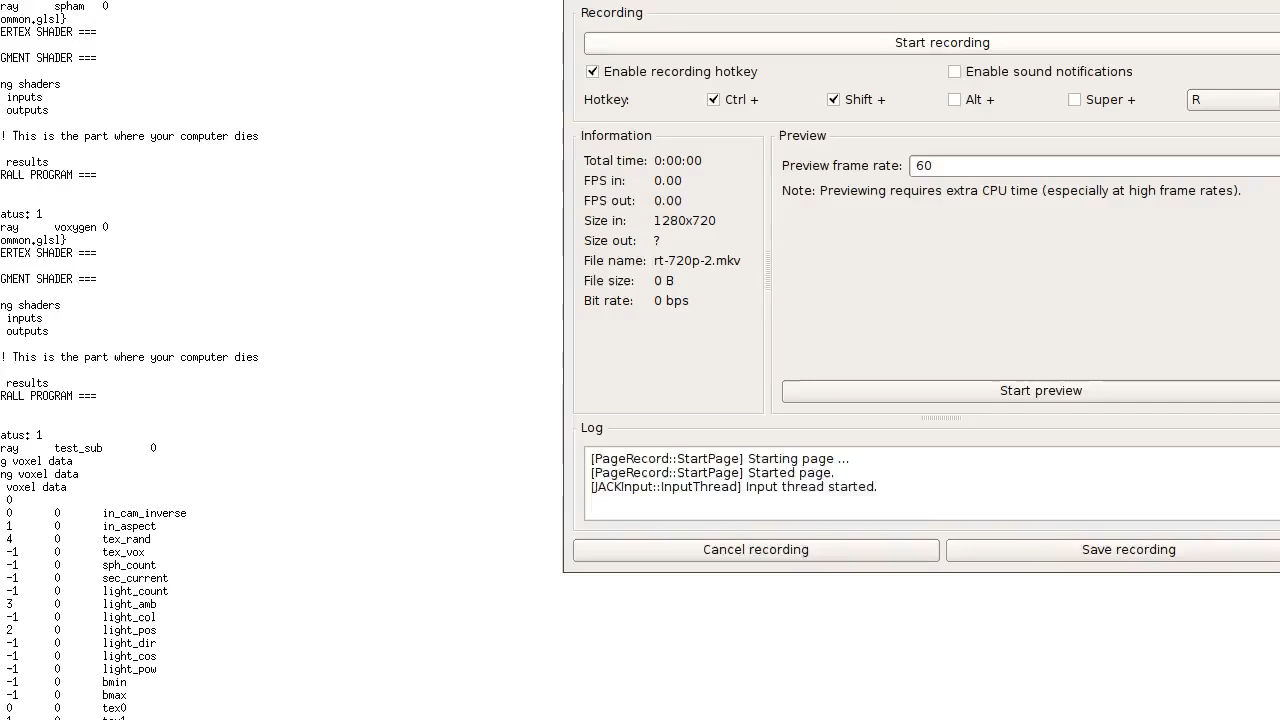 ray spham 0
ommon.glsl}
ERTEX SHADER ===
GMENT SHADER ===
ng shaders
inputs
outputs
! This is the part where your computer dies
results
RALL PROGRAM ===
atus: 1
ray voxygen 0
ommon.glsl}
ERTEX SHADER ===
GMENT SHADER ===
ng shaders
inputs
outputs
! This is the part where your computer dies
results
RALL PROGRAM ===
atus: 1
ray test_sub 0
g voxel data
ng voxel data
voxel data
0
0 0 in_cam_inverse
1 0 in_aspect
4 0 tex_rand
-1 0 tex_vox
-1 0 sph_count
-1 0 sec_current
-1 0 light_count
3 0 light_amb
-1 0 light_col
2 0 light_pos
-1 0 light_dir
-1 0 light_cos
-1 0 light_pow
-1 0 bmin
-1 0 bmax
0 0 tex0
1 0 tex1
Recording
Start recording
Enable recording hotkey
Enable sound notifications
Hotkey: Ctrl + Shift + Alt + Super + R
Information
Total time: 0:00:00
FPS in: 0.00
FPS out: 0.00
Size in: 1280x720
Size out: ?
File name: rt-720p-2.mkv
File size: 0 B
Bit rate: 0 bps
Preview
Preview frame rate: 60
Note: Previewing requires extra CPU time (especially at high frame rates).
Start preview
Log
[PageRecord::StartPage] Starting page ...
[PageRecord::StartPage] Started page.
[JACKInput::InputThread] Input thread started.
Cancel recording
Save recording